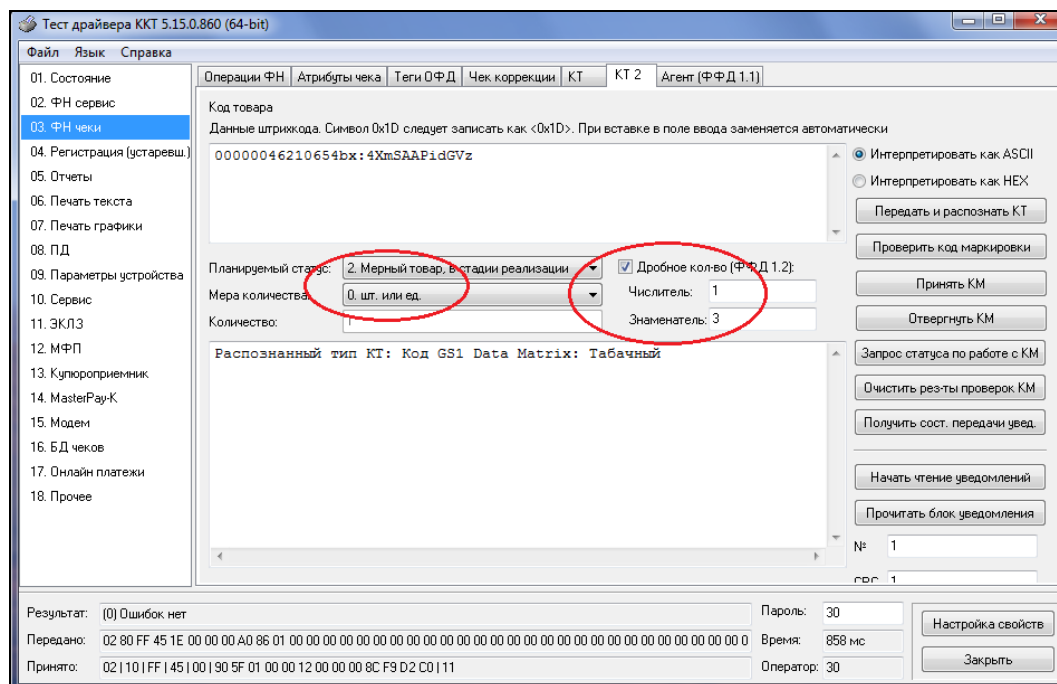 Тест драйвера ККТ 5.15.0.860 (64-bit)
Файл Язык Справка
01. Состояние
02. ФН сервис
03. ФН чеки
04. Регистрация (устаревш.)
05. Отчеты
06. Печать текста
07. Печать графики
08. ПД
09. Параметры устройства
10. Сервис
11. ЭКЛЗ
12. МФП
13. Купюроприемник
14. MasterPay-K
15. Модем
16. БД чеков
17. Онлайн платежи
18. Прочее
Операции ФН Атрибуты чека Теги ОФД Чек коррекции КТ КТ 2 Агент (ФФД 1.1)
Код товара
Данные штрихкода. Символ 0x1D следует записать как <0x1D>. При вставке в поле ввода заменяется автоматически
00000046210654bx:4XmSAAPidGVz
Интерпретировать как ASCII
Интерпретировать как HEX
Передать и распознать КТ
Проверить код маркировки
Принять КМ
Отвергнуть КМ
Запрос статуса по работе с КМ
Очистить рез-ты проверок КМ
Получить сост. передачи увед.
Начать чтение уведомлений
Прочитать блок уведомления
№ 1
CRC 1
Планируемый статус: 2. Мерный товар, в стадии реализации
Мера количества: 0. шт. или ед.
Количество: 1
Дробное кол-во (ФФД 1.2):
Числитель: 1
Знаменатель: 3
Распознанный тип КТ: Код GS1 Data Matrix: Табачный
Результат: (0) Ошибок нет
Передано: 02 80 FF 45 1E 00 00 00 A0 86 01 00 00 00 00 00 00 00 00 00 00 00 00 00 00 00 00 00 00 00 00 00 00 00 00 00 00 00 00 0
Принято: 02 | 10 | FF | 45 | 00 | 90 5F 01 00 00 12 00 00 00 8C F9 D2 C0 | 11
Пароль: 30
Время: 858 мс
Оператор: 30
Настройка свойств
Закрыть